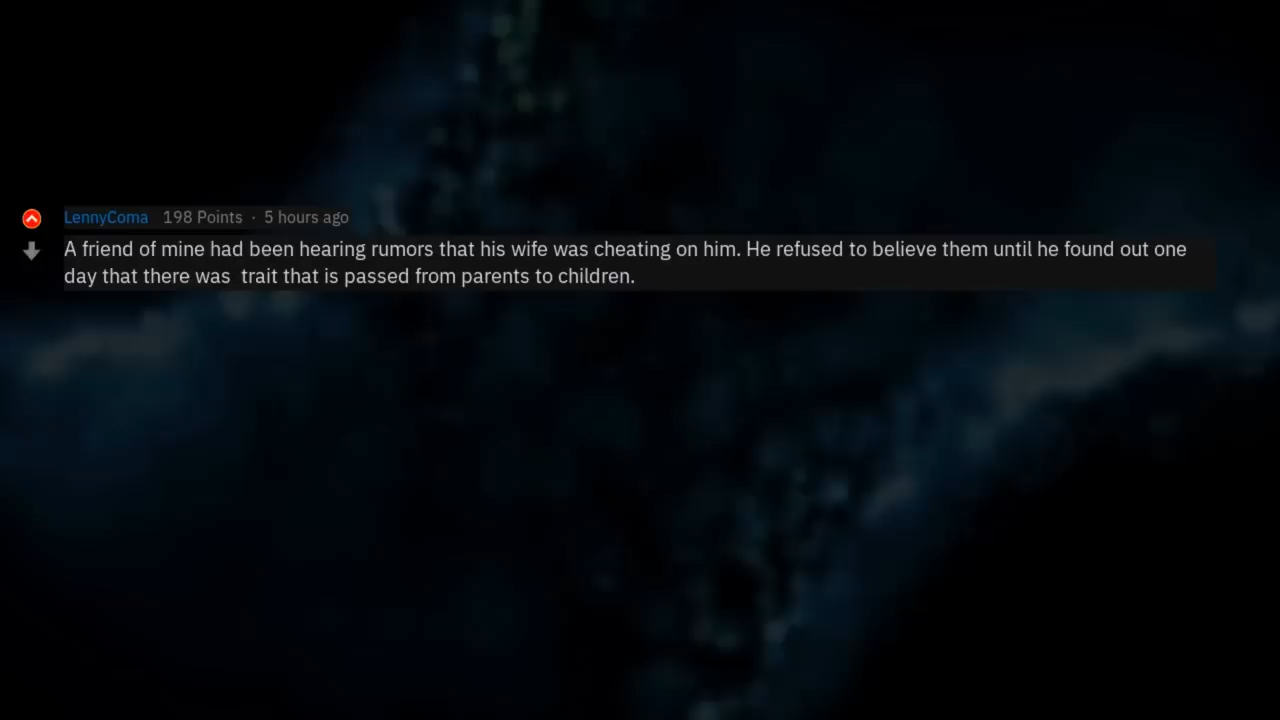 LennyComa 198 Points · 5 hours ago
A friend of mine had been hearing rumors that his wife was cheating on him. He refused to believe them until he found out one
day that there was  trait that is passed from parents to children.